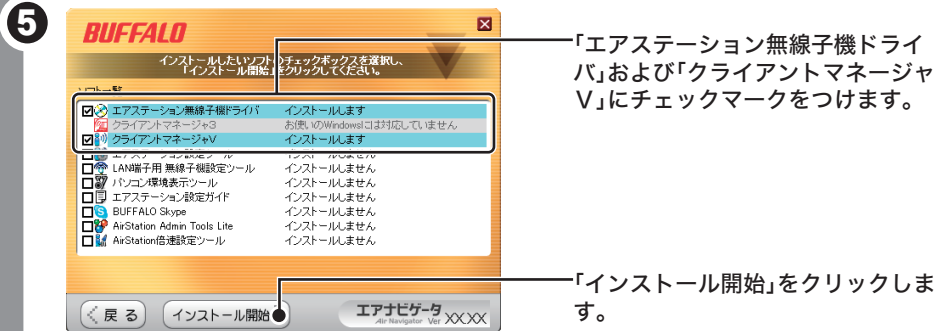 5
BUFFALO
インストールしたいソフトのチェックボックスを選択し、
「インストール開始」をクリックしてください。
ソフト一覧
エアステーション無線子機ドライバ インストールします
クライアントマネージャ3 お使いのWindowsには対応していません
クライアントマネージャV インストールします
エアステーション設定ツール インストールしません
LAN端子用 無線子機設定ツール インストールしません
パソコン環境表示ツール インストールしません
エアステーション設定ガイド インストールしません
BUFFALO Skype インストールしません
AirStation Admin Tools Lite インストールしません
AirStation倍速設定ツール インストールしません
戻る インストール開始 エアナビゲータ
Air Navigator Ver XX.XX
「エアステーション無線子機ドライ
バ」および「クライアントマネージャ
V」にチェックマークをつけます。
「インストール開始」をクリックしま
す。